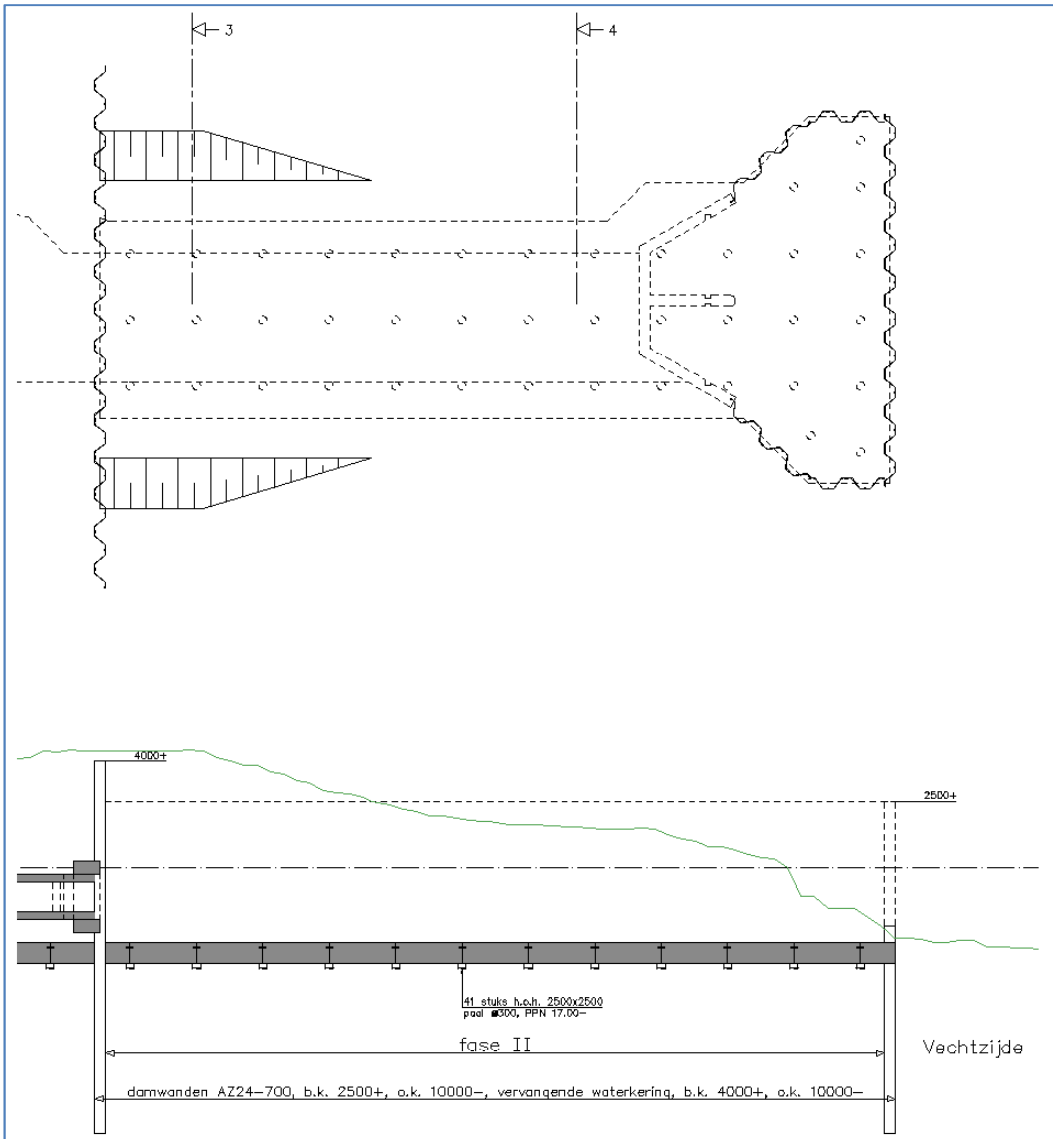 3
4
4000+
2500+
41 stuks h.o.h. 2500x2500
paal ø300, PPN 17.00-
fase II
Vechtzijde
damwanden AZ24-700, b.k. 2500+, o.k. 10000-, vervangende waterkering, b.k. 4000+, o.k. 10000-